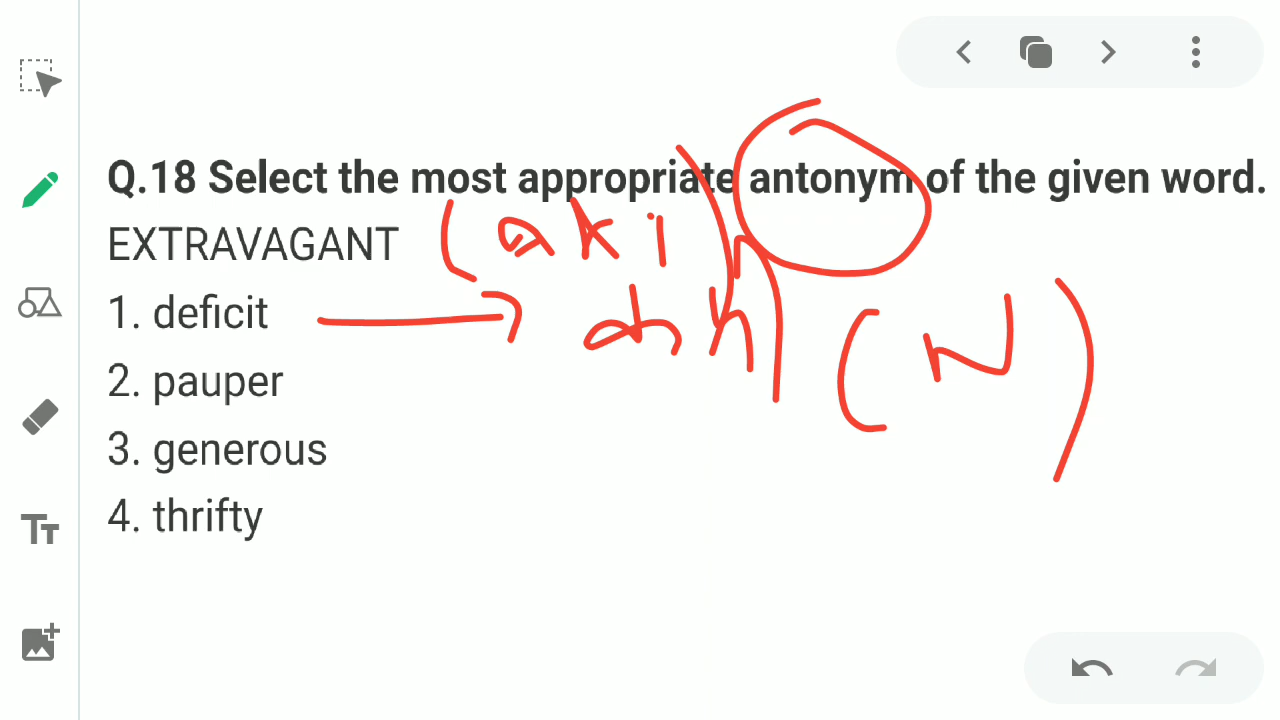 Q.18 Select the most appropriate antonym of the given word.
EXTRAVAGANT
1. deficit
2. pauper
3. generous
4. thrifty
(N)